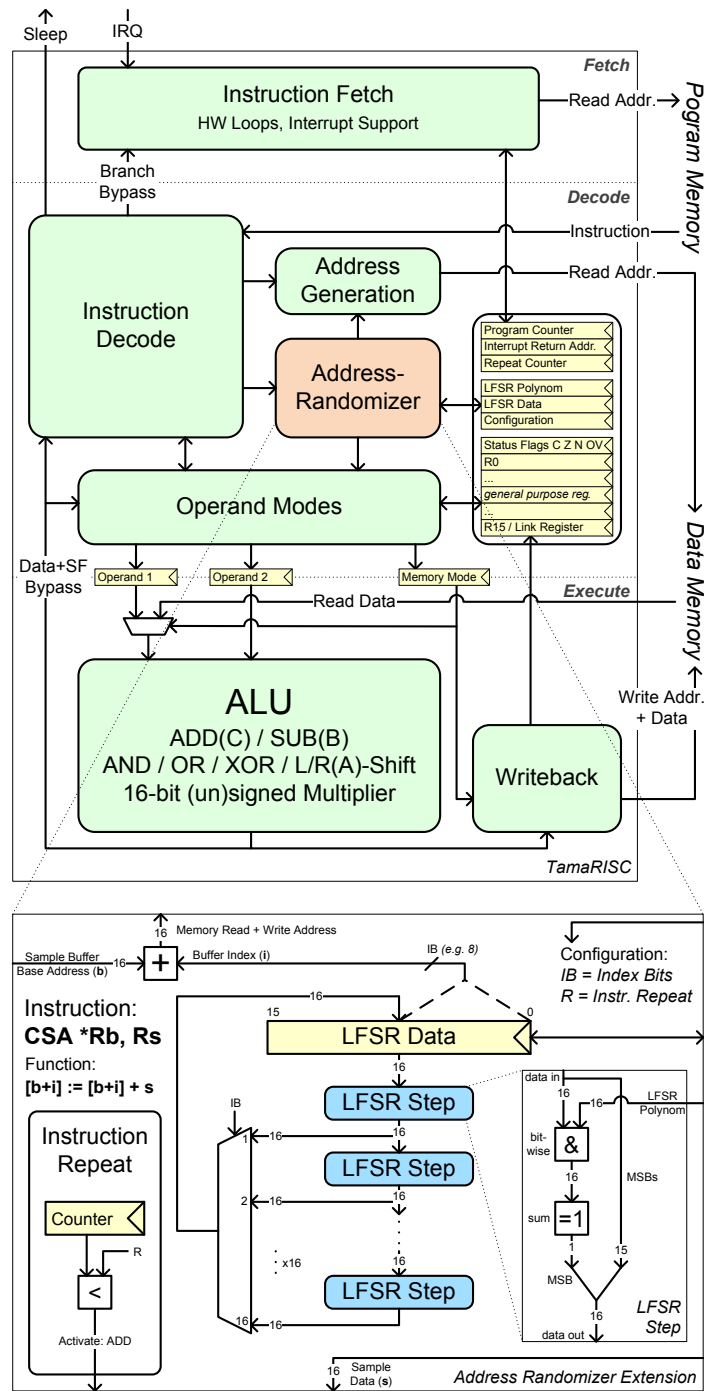 Sleep
IRQ
Fetch
Instruction Fetch
HW Loops, Interrupt Support
Read Addr.
Pogram Memory
Branch
Bypass
Decode
Instruction
Instruction
Decode
Address
Generation
Read Addr.
Address-
Randomizer
Program Counter
Interrupt Return Addr.
Repeat Counter
LFSR Polynom
LFSR Data
Configuration
Status Flags C Z N OV
R0
...
general purpose reg.
...
R15 / Link Register
Operand Modes
Data+SF
Bypass
Operand 1
Operand 2
Memory Mode
Execute
Read Data
Data Memory
ALU
ADD(C) / SUB(B)
AND / OR / XOR / L/R(A)-Shift
16-bit (un)signed Multiplier
Write Addr.
+ Data
Writeback
TamaRISC
16
Memory Read + Write Address
Sample Buffer
Base Address (b)
16
+
Buffer Index (i)
IB (e.g. 8)
Configuration:
IB = Index Bits
R = Instr. Repeat
Instruction:
CSA *Rb, Rs
Function:
[b+i] := [b+i] + s
16
15
0
LFSR Data
16
LFSR Step
16
LFSR Step
16
16
LFSR Step
IB
1
16
2
16
x16
16
16
Instruction
Repeat
Counter
R
<
Activate: ADD
data in
16
16
LFSR
Polynom
bit-
wise
&
16
MSBs
sum
=1
1
15
MSB
16
data out
LFSR
Step
16
Sample
Data (s)
Address Randomizer Extension